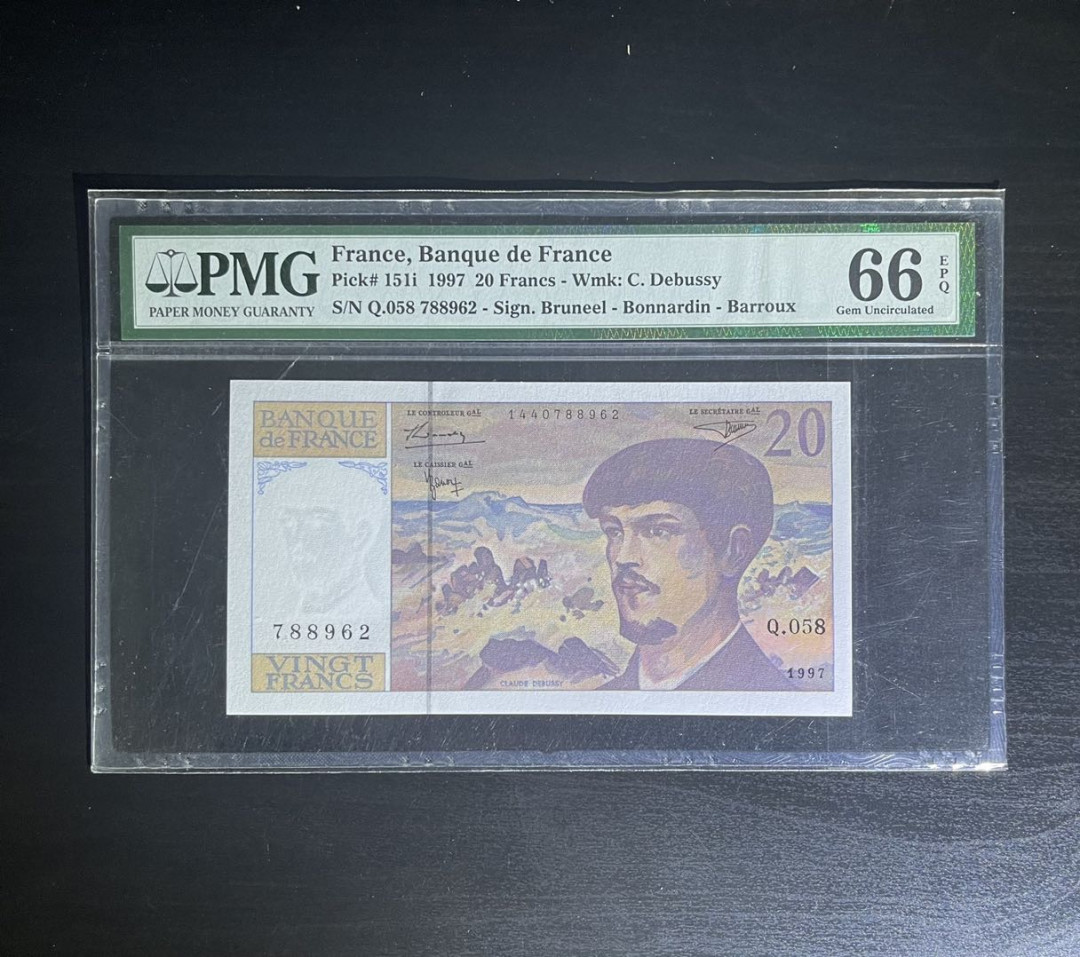 PMG
PAPER MONEY GUARANTY
France, Banque de France
Pick# 151i 1997 20 Francs - Wmk: C. Debussy
S/N Q.058 788962 - Sign. Bruneel - Bonnardin - Barroux
66
EPQ
Gem Uncirculated
BANQUE
de FRANCE
LE CONTROLEUR GAL
1440788962
LE SECRÉTAIRE GAL
20
LE CAISSIER GAL
788962
Q.058
VINGT
FRANCS
CLAUDE DEBUSSY
1997